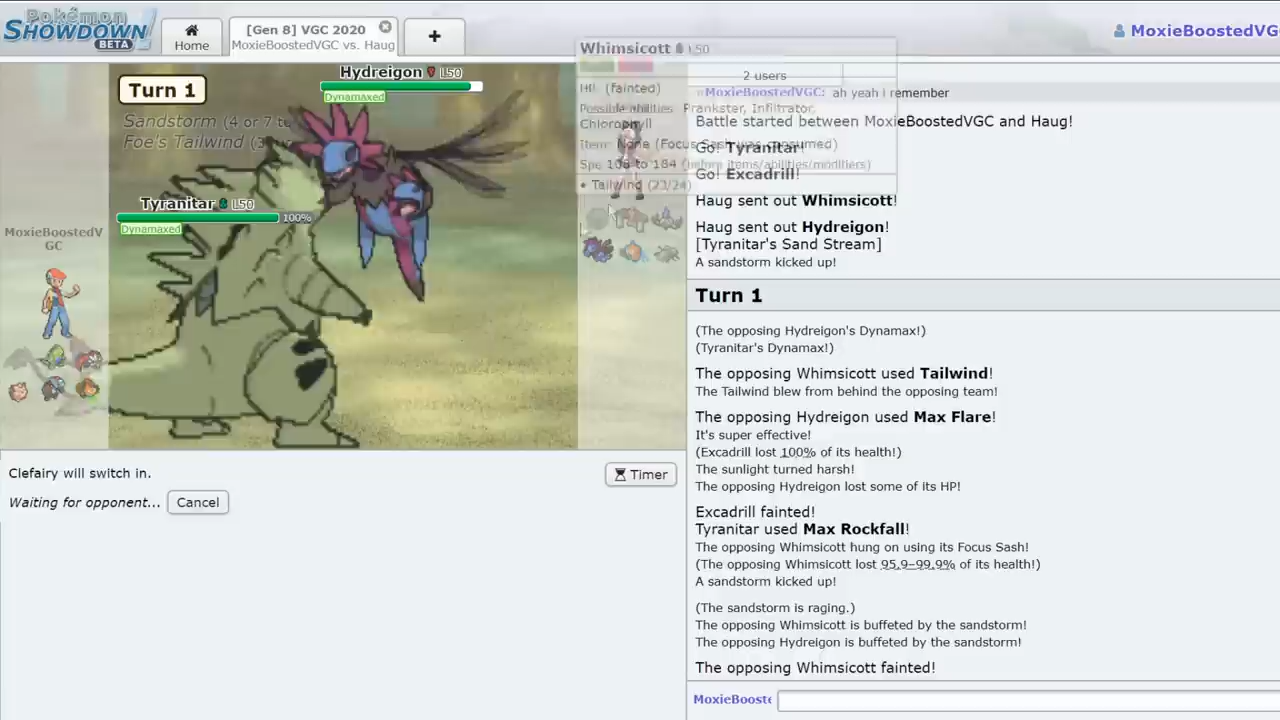 Pokémon
SHOWDOWN!
BETA
Home
[Gen 8] VGC 2020
MoxieBoostedVGC vs. Haug
+
MoxieBoostedVGC
Turn 1
Sandstorm (4 or 7 tu
Foe's Tailwind (3
Hydreigon L50
Dynamaxed
Tyranitar L50
100%
Dynamaxed
MoxieBoostedV
GC
Whimsicott L50
HP: (fainted)
Possible abilities: Prankster, Infiltrator,
Chlorophyll
Item: None (Focus Sash was consumed)
Spe 108 to 184 (before items/abilities/modifiers)
• Tailwind (23/24)
2 users
MoxieBoostedVGC: ah yeah i remember
Battle started between MoxieBoostedVGC and Haug!
Go! Tyranitar!
Go! Excadrill!
Haug sent out Whimsicott!
Haug sent out Hydreigon!
[Tyranitar's Sand Stream]
A sandstorm kicked up!
Turn 1
(The opposing Hydreigon's Dynamax!)
(Tyranitar's Dynamax!)
The opposing Whimsicott used Tailwind!
The Tailwind blew from behind the opposing team!
The opposing Hydreigon used Max Flare!
It's super effective!
(Excadrill lost 100% of its health!)
The sunlight turned harsh!
The opposing Hydreigon lost some of its HP!
Excadrill fainted!
Tyranitar used Max Rockfall!
The opposing Whimsicott hung on using its Focus Sash!
(The opposing Whimsicott lost 95.9–99.9% of its health!)
A sandstorm kicked up!
(The sandstorm is raging.)
The opposing Whimsicott is buffeted by the sandstorm!
The opposing Hydreigon is buffeted by the sandstorm!
The opposing Whimsicott fainted!
Clefairy will switch in.
Timer
Waiting for opponent... Cancel
MoxieBooste